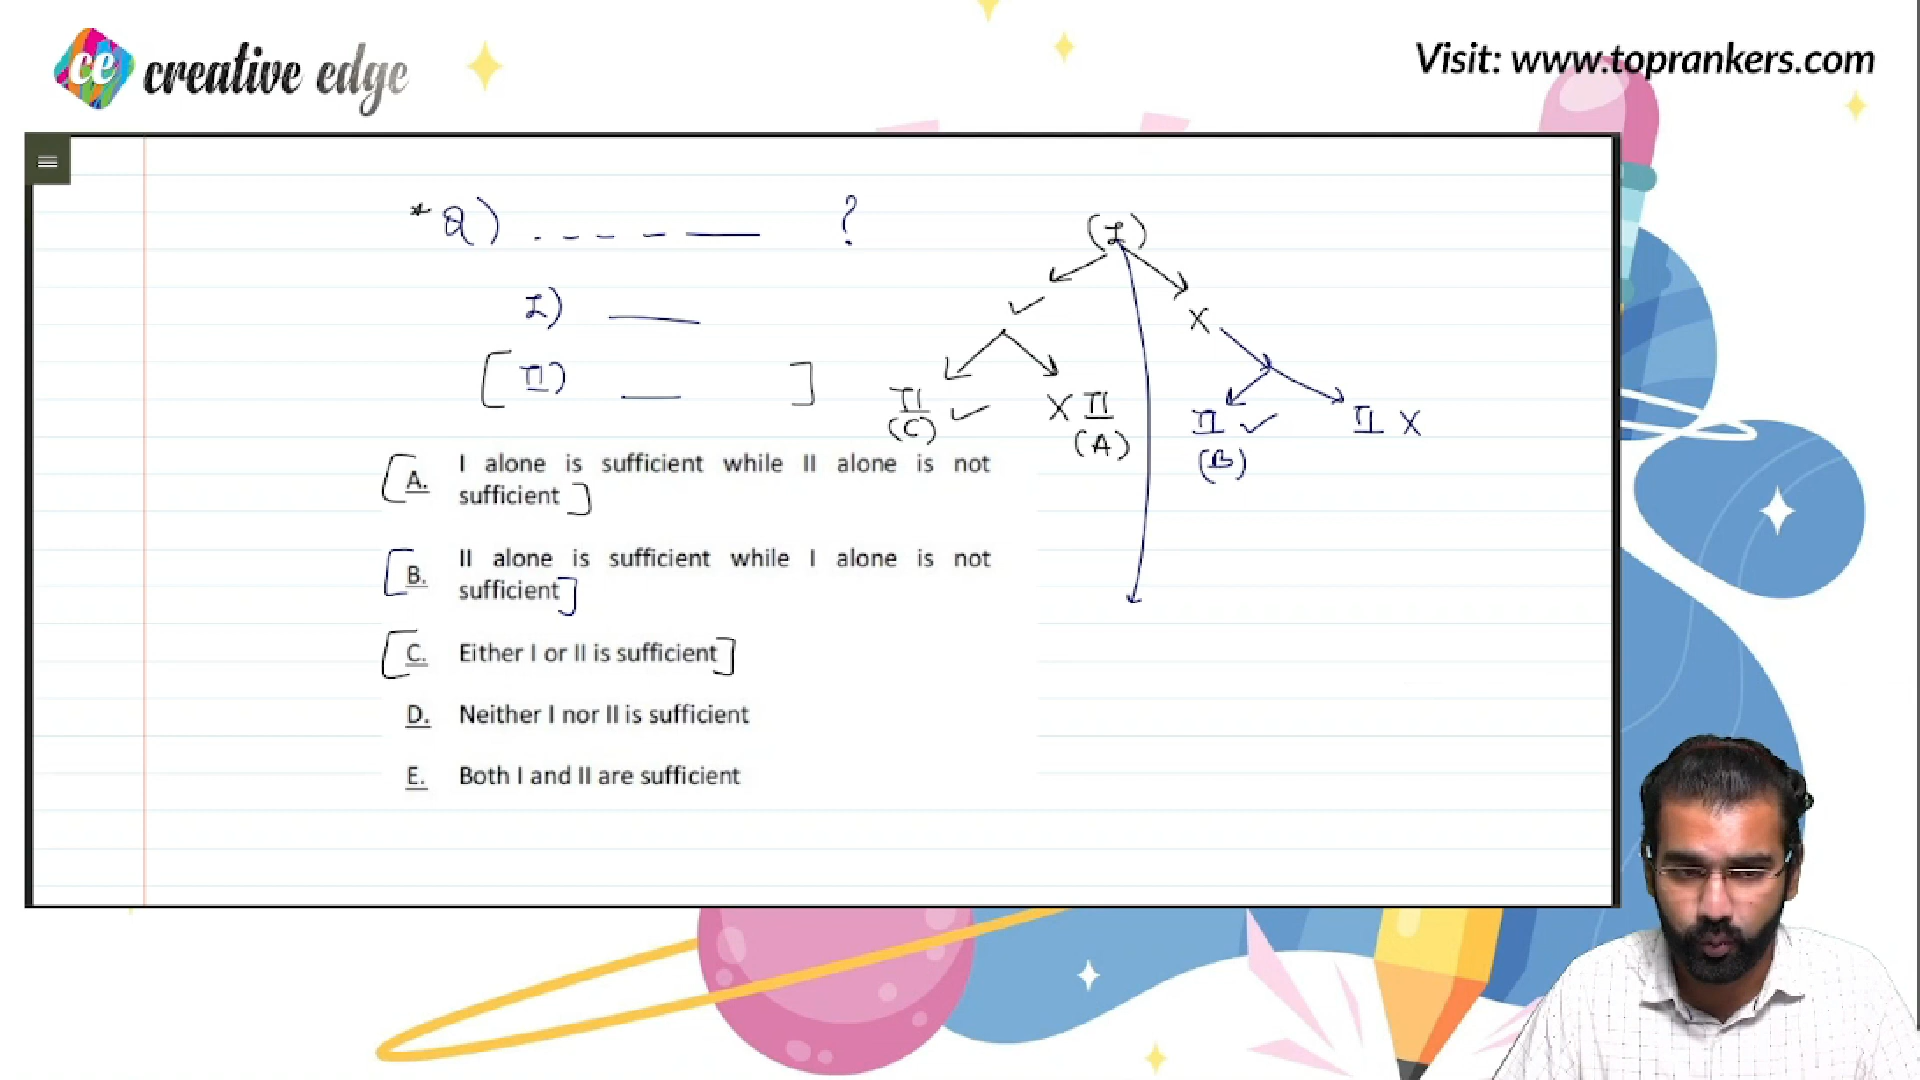 ce creative edge
Visit: www.toprankers.com
* Q) ?
I)
[ II) ]
[A. I alone is sufficient while II alone is not
sufficient ]
[B. II alone is sufficient while I alone is not
sufficient]
[C. Either I or II is sufficient]
D. Neither I nor II is sufficient
E. Both I and II are sufficient
(I)
✓ X
II ✓ X II II ✓ II X
(C) (A) (B)